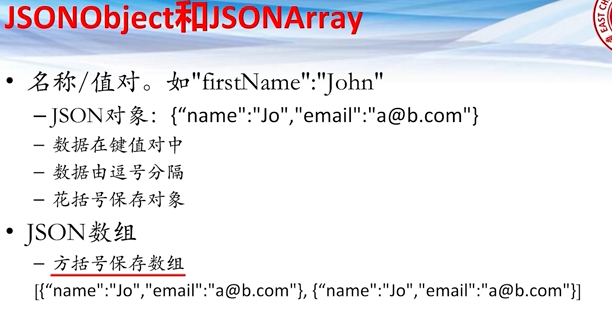 JSONObject和JSONArray
• 名称/值对。如"firstName":"John"
– JSON对象：{“name":"Jo","email":"a@b.com"}
– 数据在键值对中
– 数据由逗号分隔
– 花括号保存对象
• JSON数组
– 方括号保存数组
[{“name":"Jo","email":"a@b.com"}, {“name":"Jo","email":"a@b.com"}]
EAST CH